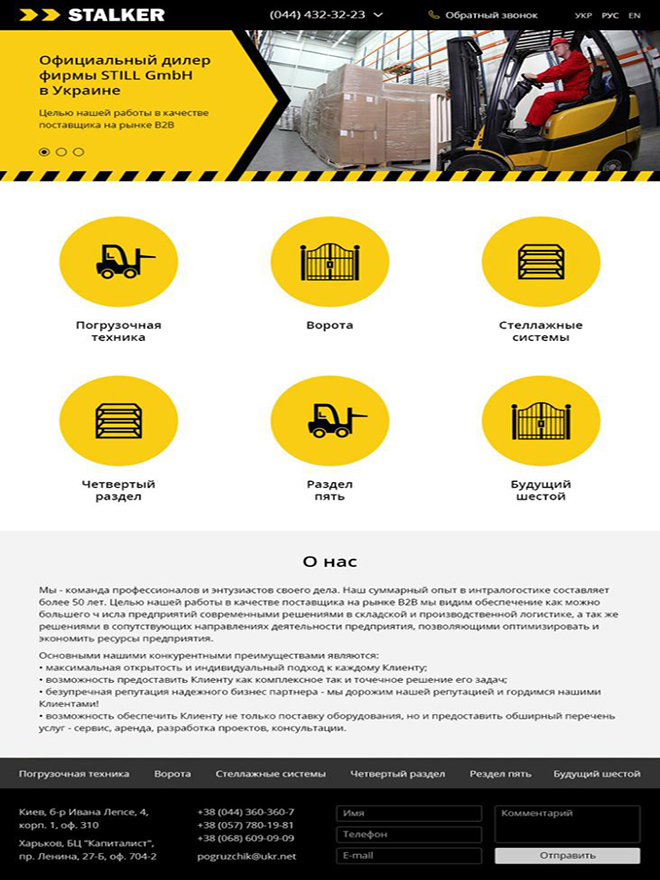 STALKER
(044) 432-32-23
Обратный звонок
УКР РУС EN
Официальный дилер
фирмы STILL GmbH
в Украине
Целью нашей работы в качестве
поставщика на рынке B2B
Погрузочная
техника
Ворота
Стеллажные
системы
Четвертый
раздел
Раздел
пять
Будущий
шестой
О нас
Мы - команда профессионалов и энтузиастов своего дела. Наш суммарный опыт в интралогостике составляет
более 50 лет. Целью нашей работы в качестве поставщика на рынке B2B мы видим обеспечение как можно
большего ч исла предприятий современными решениями в складской и производственной логистике, а так же
решениями в сопутствующих направлениях деятельности предприятия, позволяющими оптимизировать и
экономить ресурсы предприятия.
Основными нашими конкурентными преимуществами являются:
• максимальная открытость и индивидуальный подход к каждому Клиенту;
• возможность предоставить Клиенту как комплексное так и точечное решение его задач;
• безупречная репутация надежного бизнес партнера - мы дорожим нашей репутацией и гордимся нашими
Клиентами!
• возможность обеспечить Клиенту не только поставку оборудования, но и предоставить обширный перечень
услуг - сервис, аренда, разработка проектов, консультации.
Погрузочная техника Ворота Стеллажные системы Четвертый раздел Рездел пять Будущий шестой
Киев, б-р Ивана Лепсе, 4,
корп. 1, оф. 310
Харьков, БЦ "Капиталист",
пр. Ленина, 27-Б, оф. 704-2
+38 (044) 360-360-7
+38 (057) 780-19-81
+38 (068) 609-09-09
pogruzchik@ukr.net
Имя
Телефон
E-mail
Комментарий
Отправить